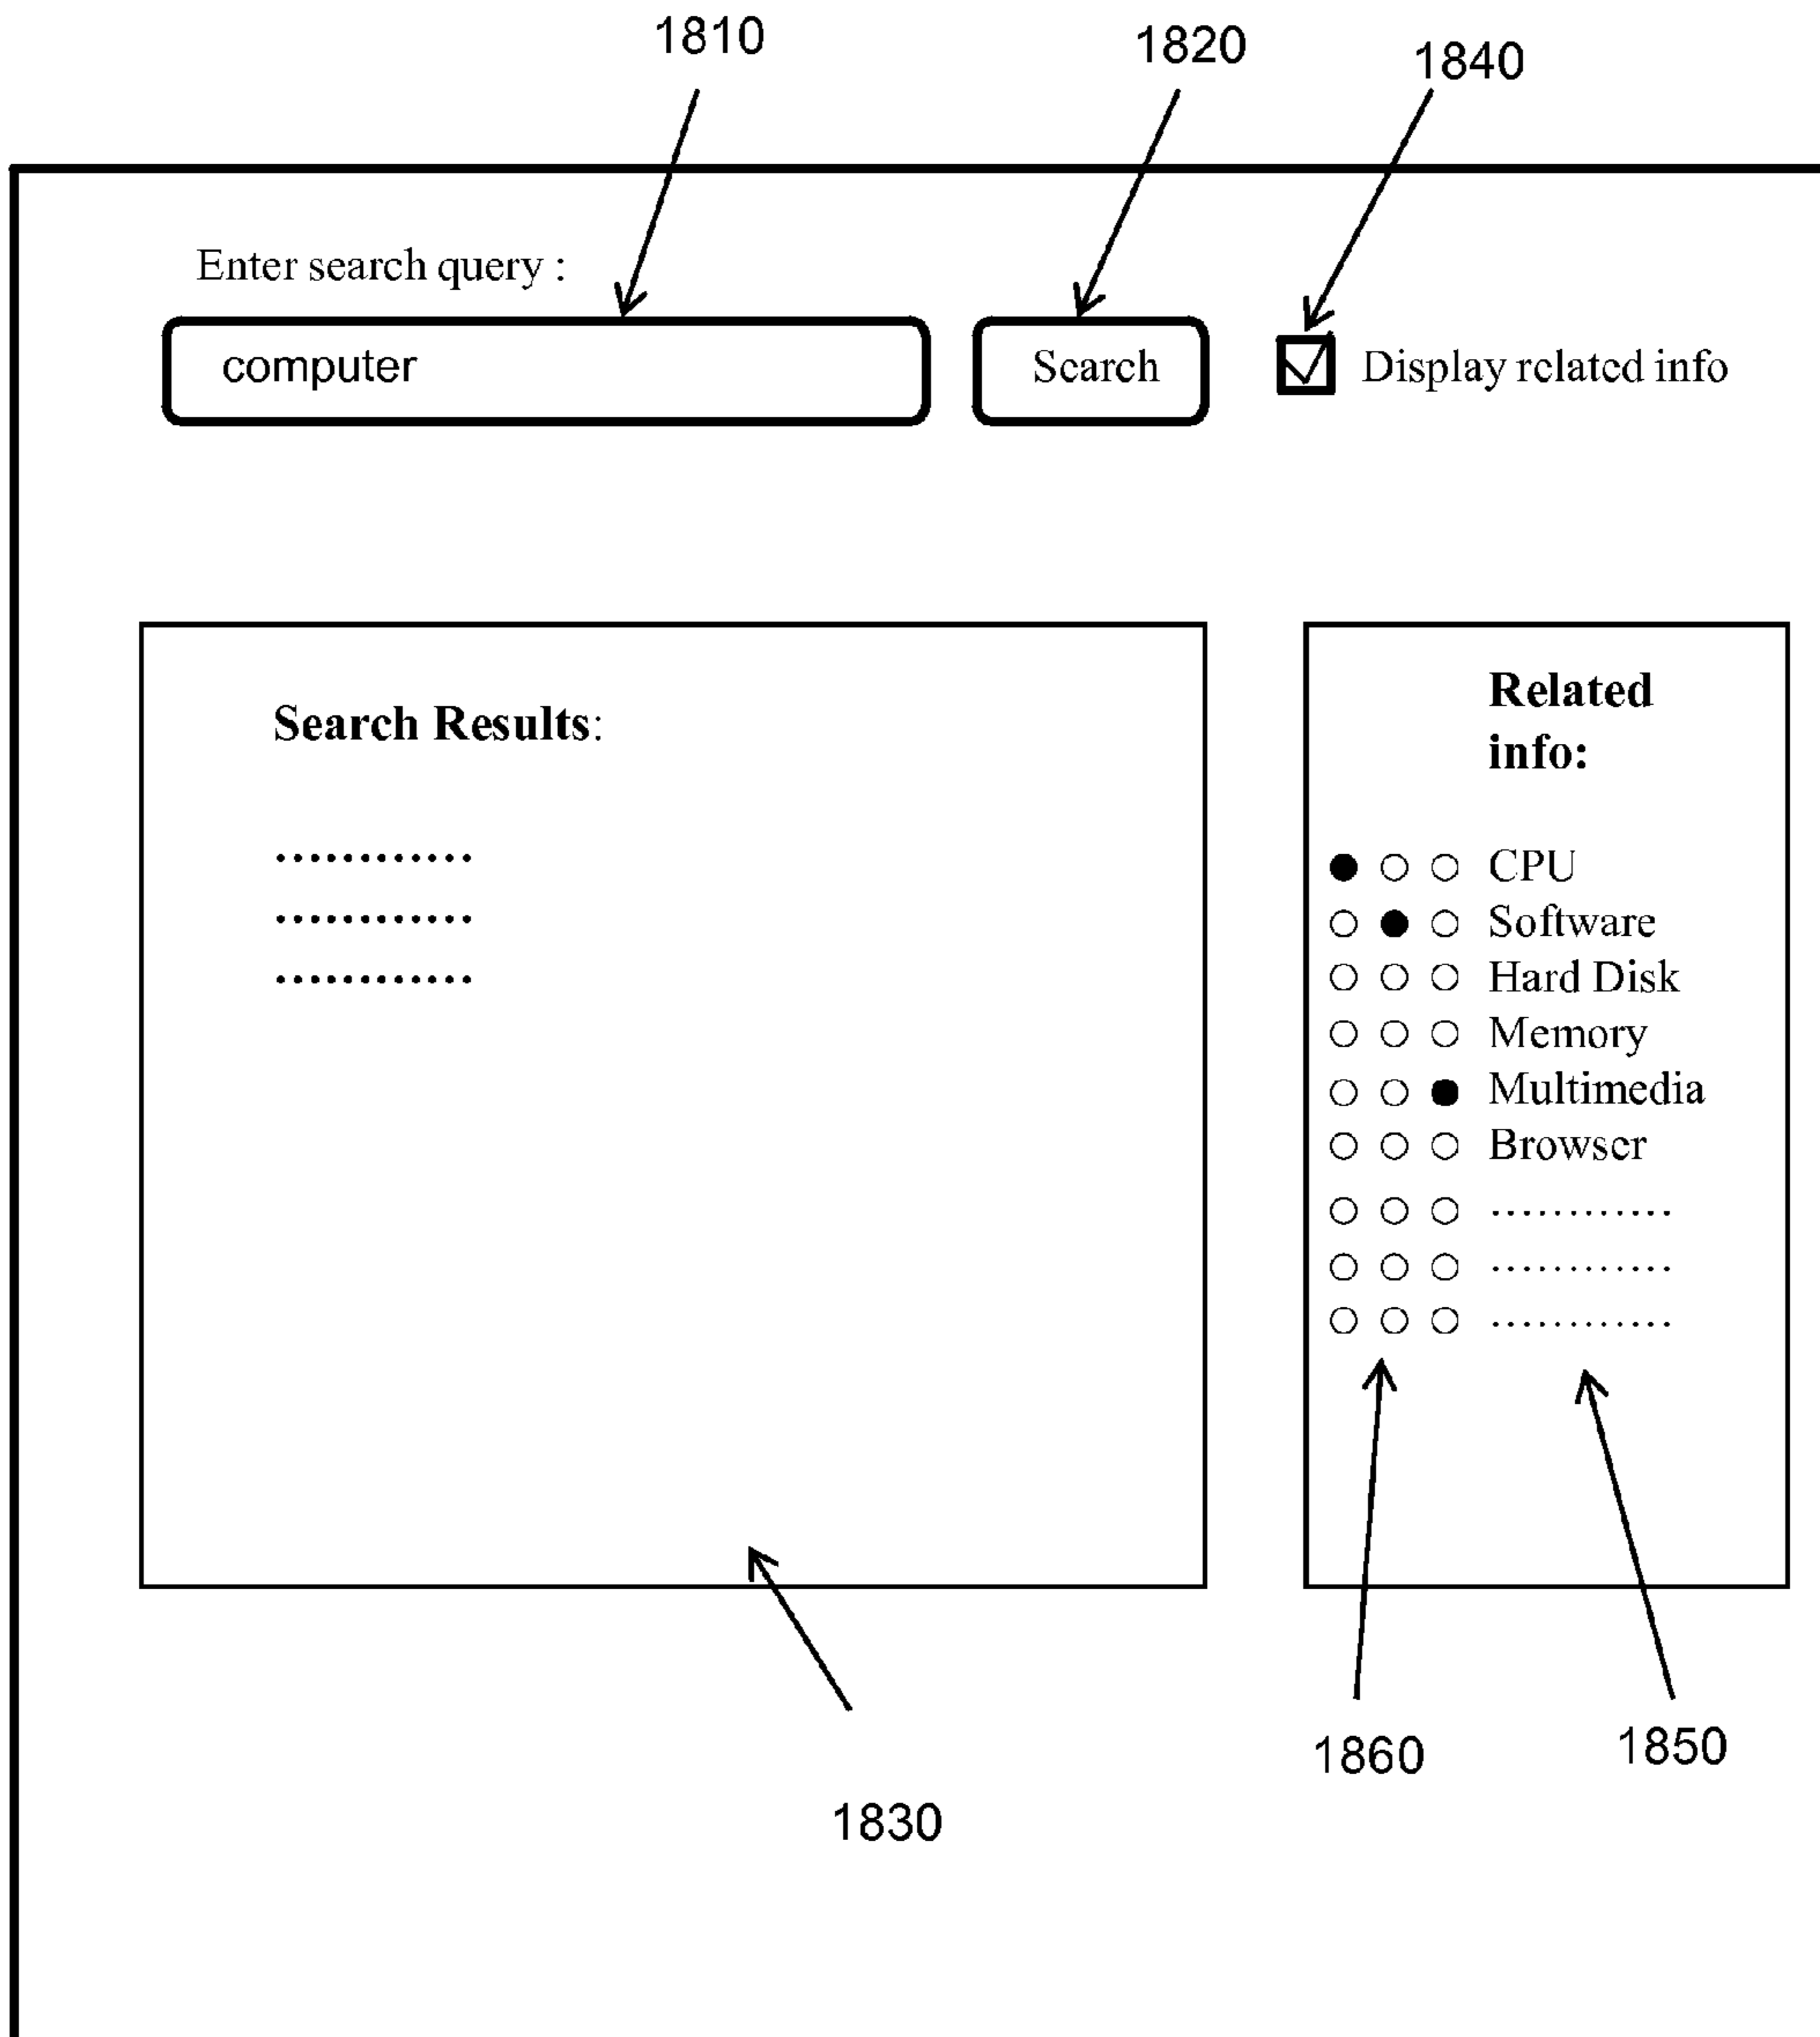 1810
1820
1840
Enter search query :
computer
Search
Display related info
Search Results:
............
............
............
Related
info:
CPU
Software
Hard Disk
Memory
Multimedia
Browser
............
............
............
1860
1850
1830